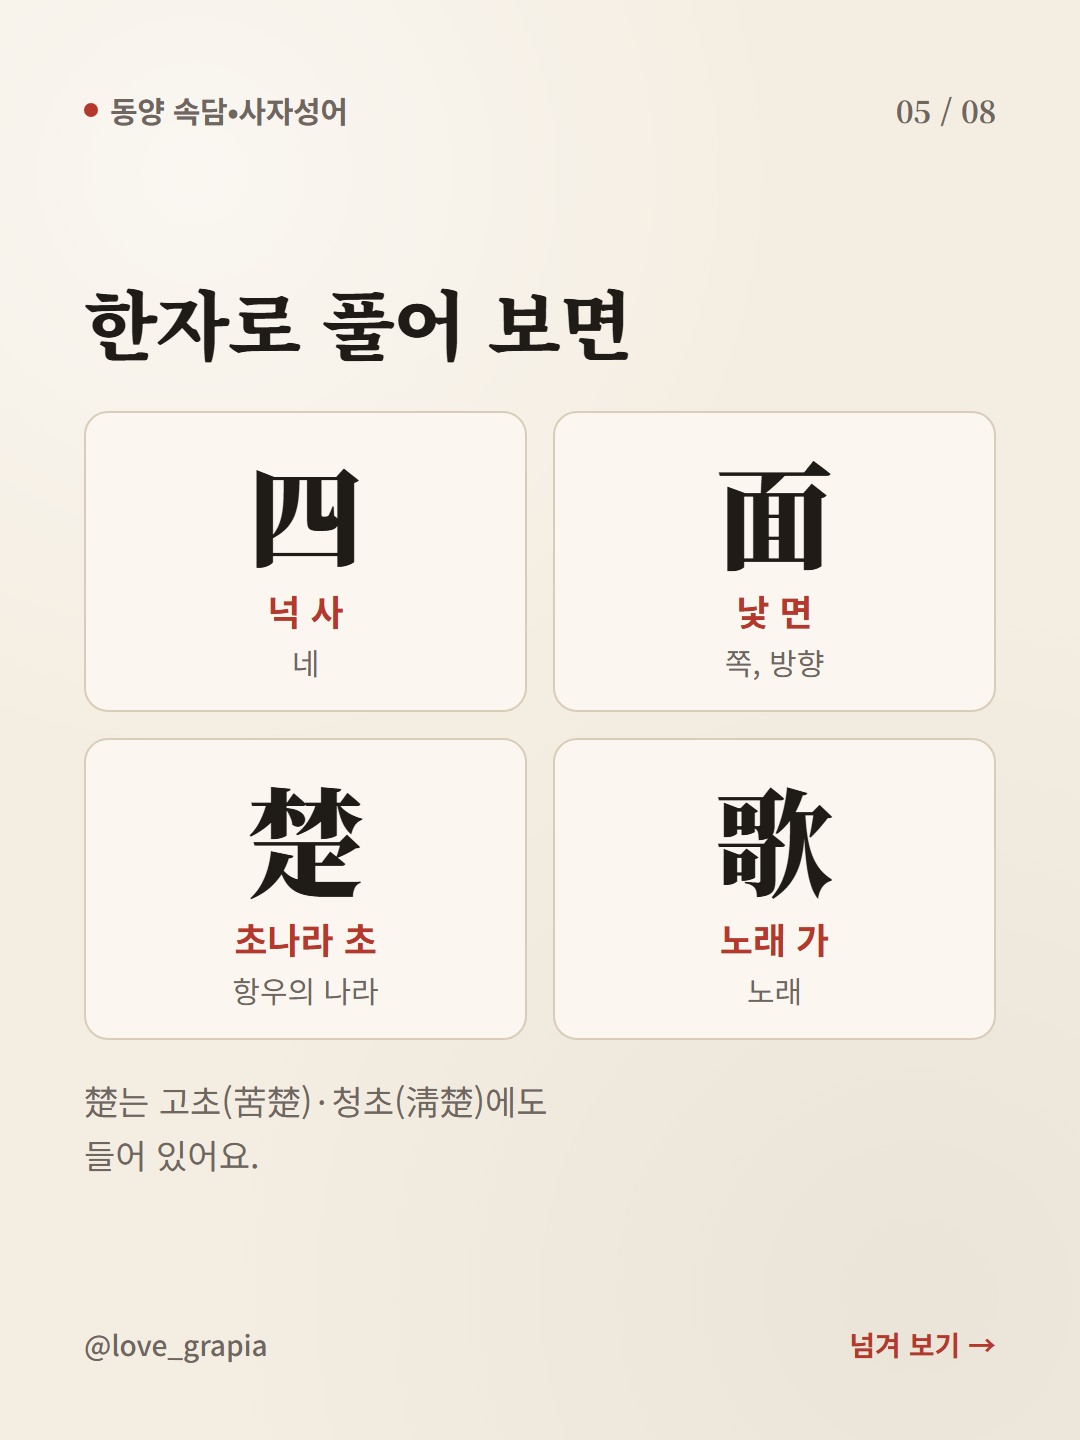 동양 속담•사자성어
05 / 08
한자로 풀어 보면
四
넉 사
네
面
낯 면
쪽, 방향
楚
초나라 초
항우의 나라
歌
노래 가
노래
楚는 고초(苦楚)·청초(淸楚)에도
들어 있어요.
@love_grapia
넘겨 보기 →